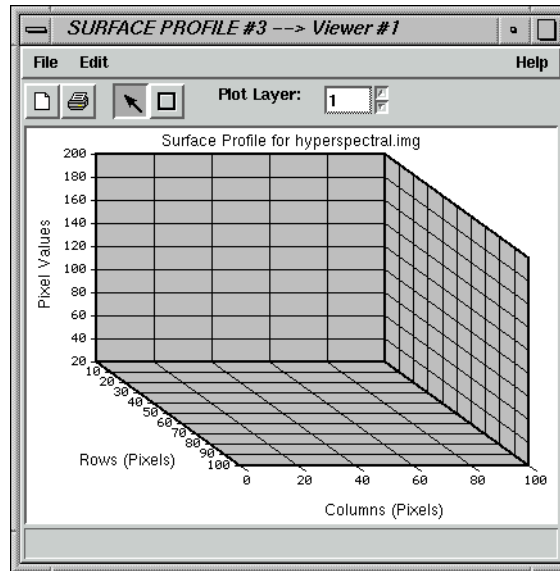 SURFACE PROFILE #3 --> Viewer #1
File Edit Help
Plot Layer: 1
Surface Profile for hyperspectral.img
200
180
160
140
120
100
80
60
40
20
Pixel Values
10
20
30
40
50
60
70
80
90
100
Rows (Pixels)
0 20 40 60 80 100
Columns (Pixels)